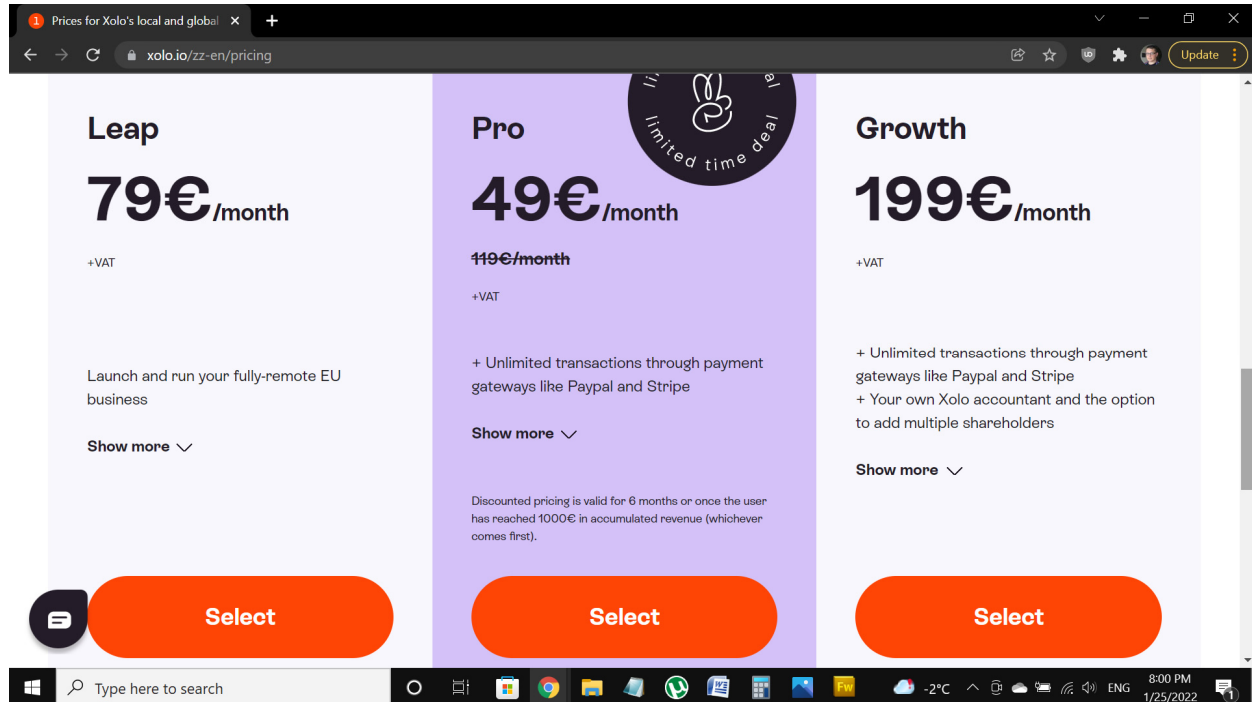 Prices for Xolo's local and global
xolo.io/zz-en/pricing
Update
Leap
79€/month
+VAT
Launch and run your fully-remote EU
business
Show more
Select
Pro
limited time deal
49€/month
119€/month
+VAT
+ Unlimited transactions through payment
gateways like Paypal and Stripe
Show more
Discounted pricing is valid for 6 months or once the user
has reached 1000€ in accumulated revenue (whichever
comes first).
Select
Growth
199€/month
+VAT
+ Unlimited transactions through payment
gateways like Paypal and Stripe
+ Your own Xolo accountant and the option
to add multiple shareholders
Show more
Select
Type here to search
Fw
-2°C
ENG
8:00 PM
1/25/2022
1